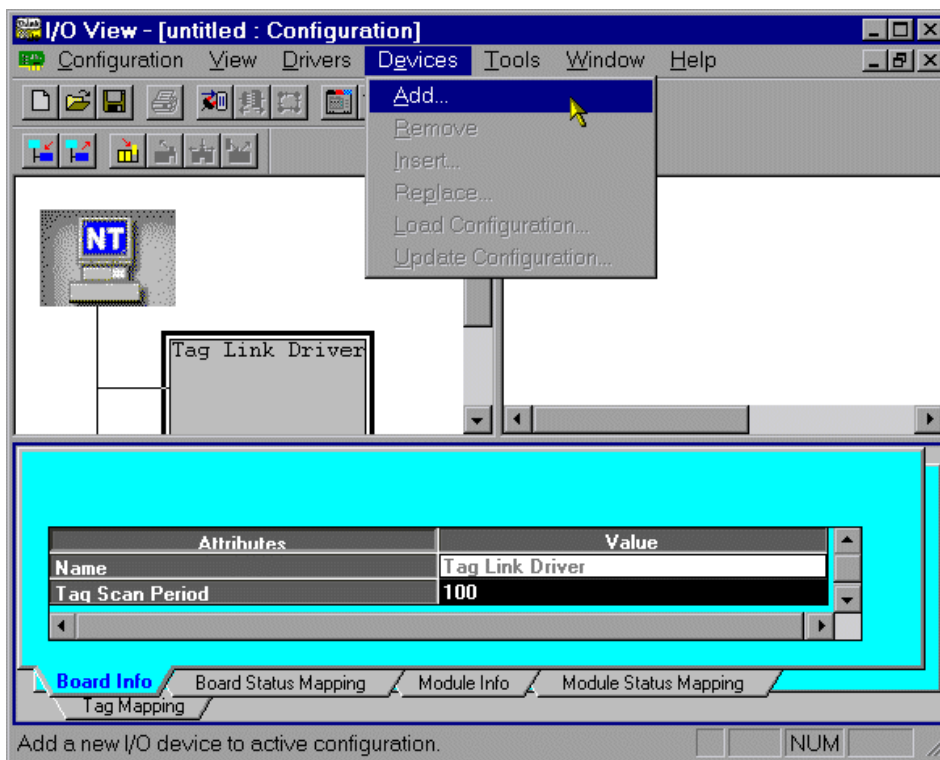 I/O View - [untitled : Configuration]
Configuration View Drivers Devices Tools Window Help
Add...
Remove
Insert...
Replace...
Load Configuration...
Update Configuration...
NT
Tag Link Driver
Attributes Value
Name Tag Link Driver
Tag Scan Period 100
Board Info Board Status Mapping Module Info Module Status Mapping
Tag Mapping
Add a new I/O device to active configuration. NUM